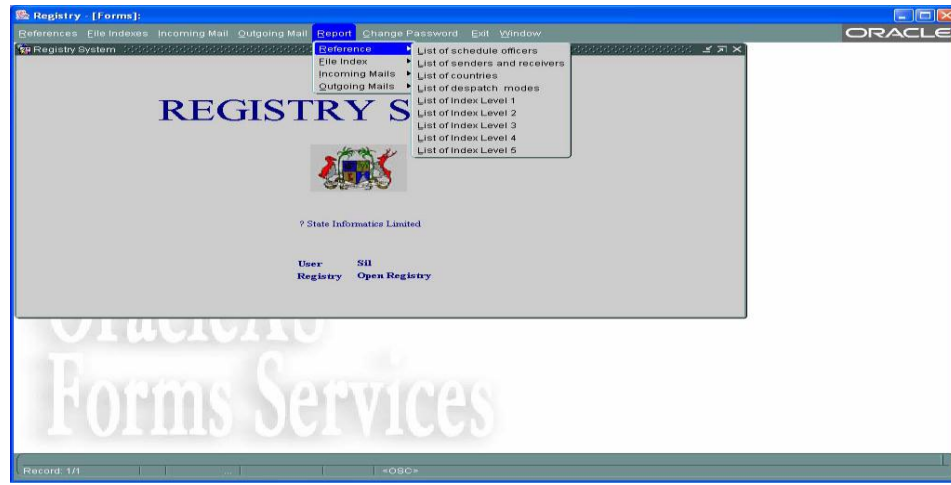 Registry - [Forms]:
References File Indexes Incoming Mail Outgoing Mail Report Change Password Exit Window
ORACLE
Registry System
Reference
File Index
Incoming Mails
Outgoing Mails
List of schedule officers
List of senders and receivers
List of countries
List of despatch modes
List of Index Level 1
List of Index Level 2
List of Index Level 3
List of Index Level 4
List of Index Level 5
REGISTRY S
? State Informatics Limited
User Sil
Registry Open Registry
OracleAS
Forms Services
Record: 1/1 ... <OSC>